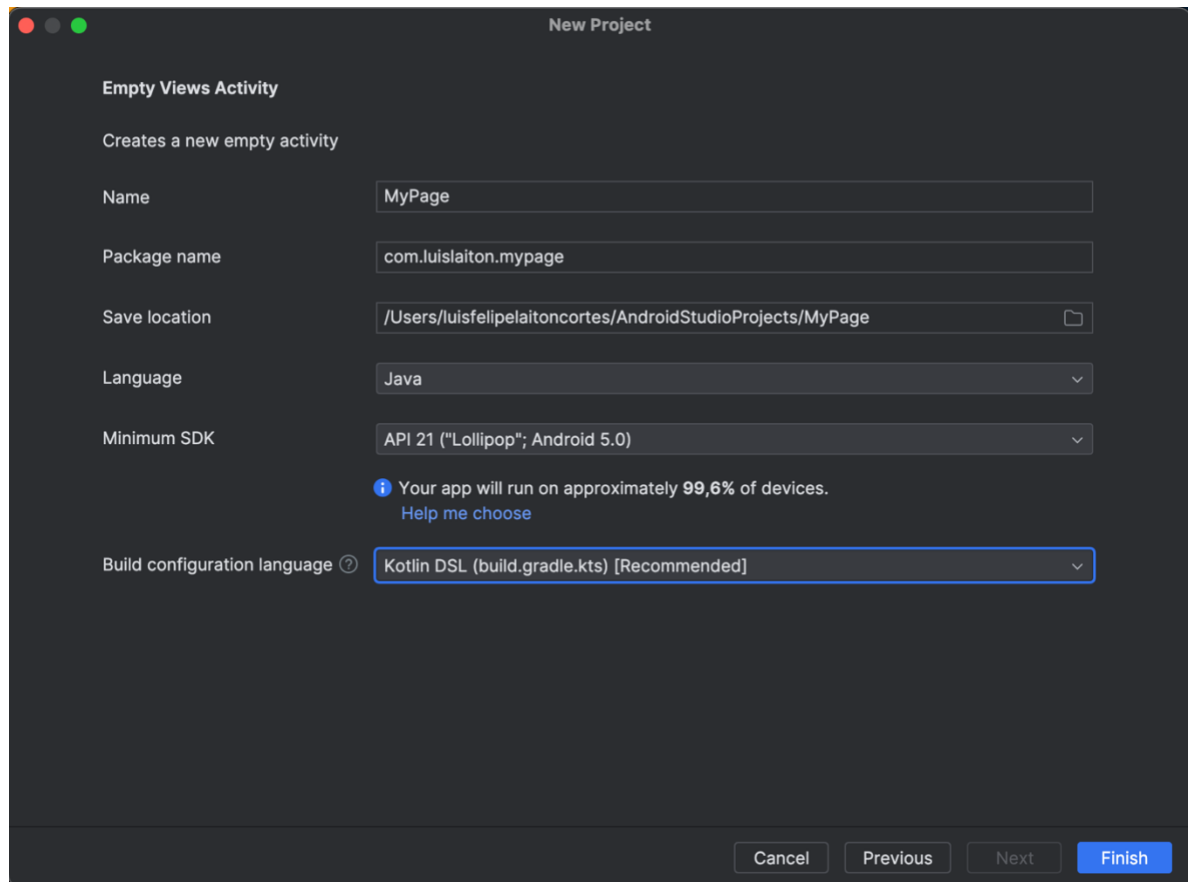 New Project
Empty Views Activity
Creates a new empty activity
Name MyPage
Package name com.luislaiton.mypage
Save location /Users/luisfelipelaitoncortes/AndroidStudioProjects/MyPage
Language Java
Minimum SDK API 21 ("Lollipop"; Android 5.0)
Your app will run on approximately 99,6% of devices.
Help me choose
Build configuration language Kotlin DSL (build.gradle.kts) [Recommended]
Cancel Previous Next Finish